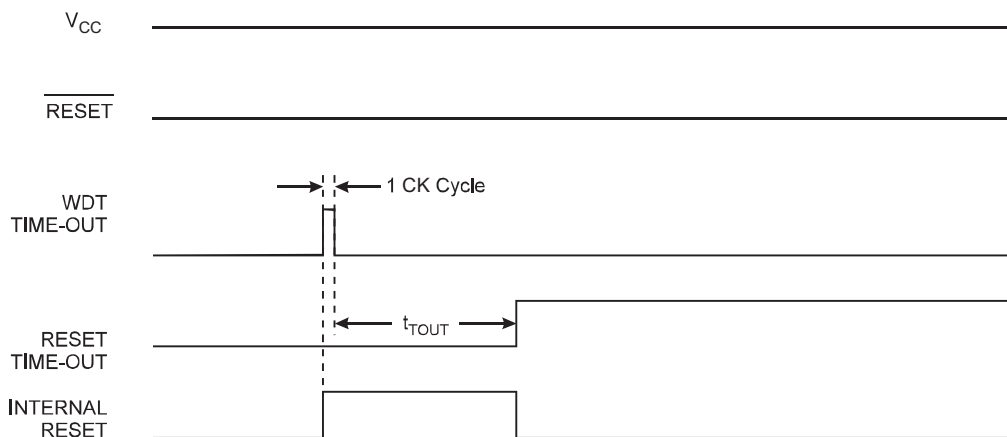 VCC
RESET
1 CK Cycle
WDT
TIME-OUT
tTOUT
RESET
TIME-OUT
INTERNAL
RESET